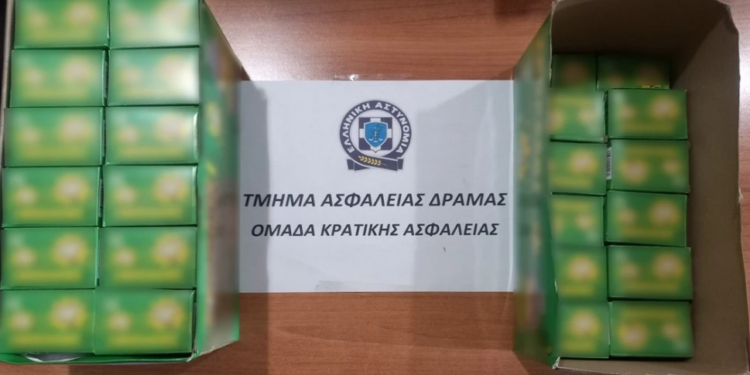 ΕΛΛΗΝΙΚΗ ΑΣΤΥΝΟΜΙΑ
ΤΜΗΜΑ ΑΣΦΑΛΕΙΑΣ ΔΡΑΜΑΣ
ΟΜΑΔΑ ΚΡΑΤΙΚΗΣ ΑΣΦΑΛΕΙΑΣ